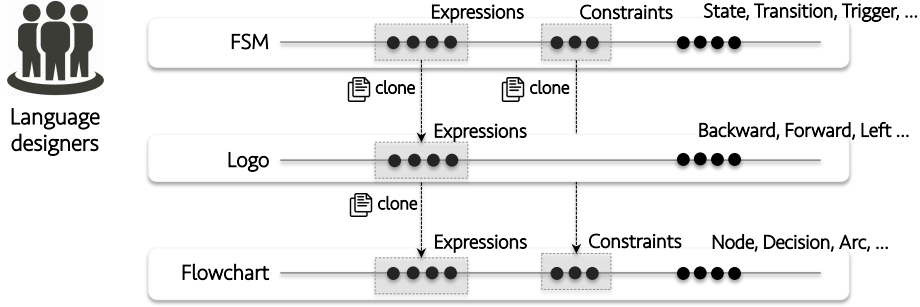 Expressions Constraints State, Transition, Trigger, ...
FSM
clone clone
Language
designers
Expressions Backward, Forward, Left ...
Logo
clone
Expressions Constraints Node, Decision, Arc, ...
Flowchart